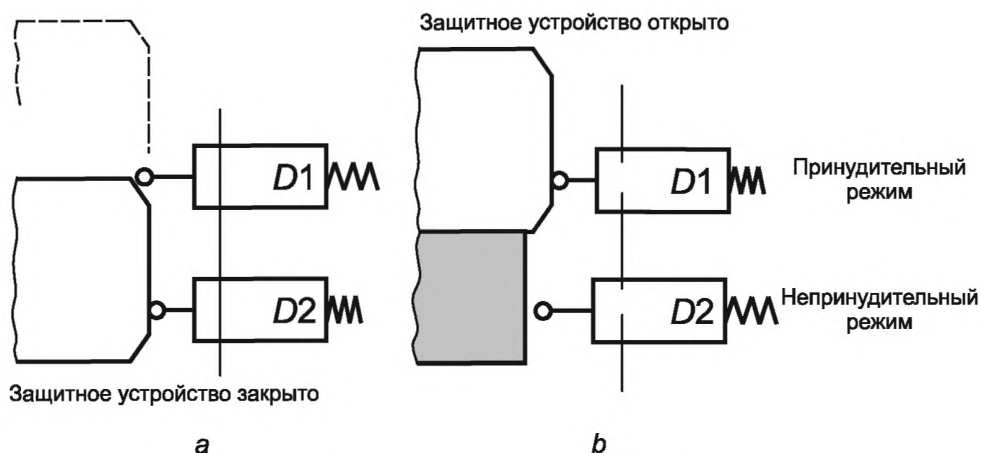 Защитное устройство открыто
D1
D2
Защитное устройство закрыто
a
D1
Принудительный
режим
D2
Непринудительный
режим
b